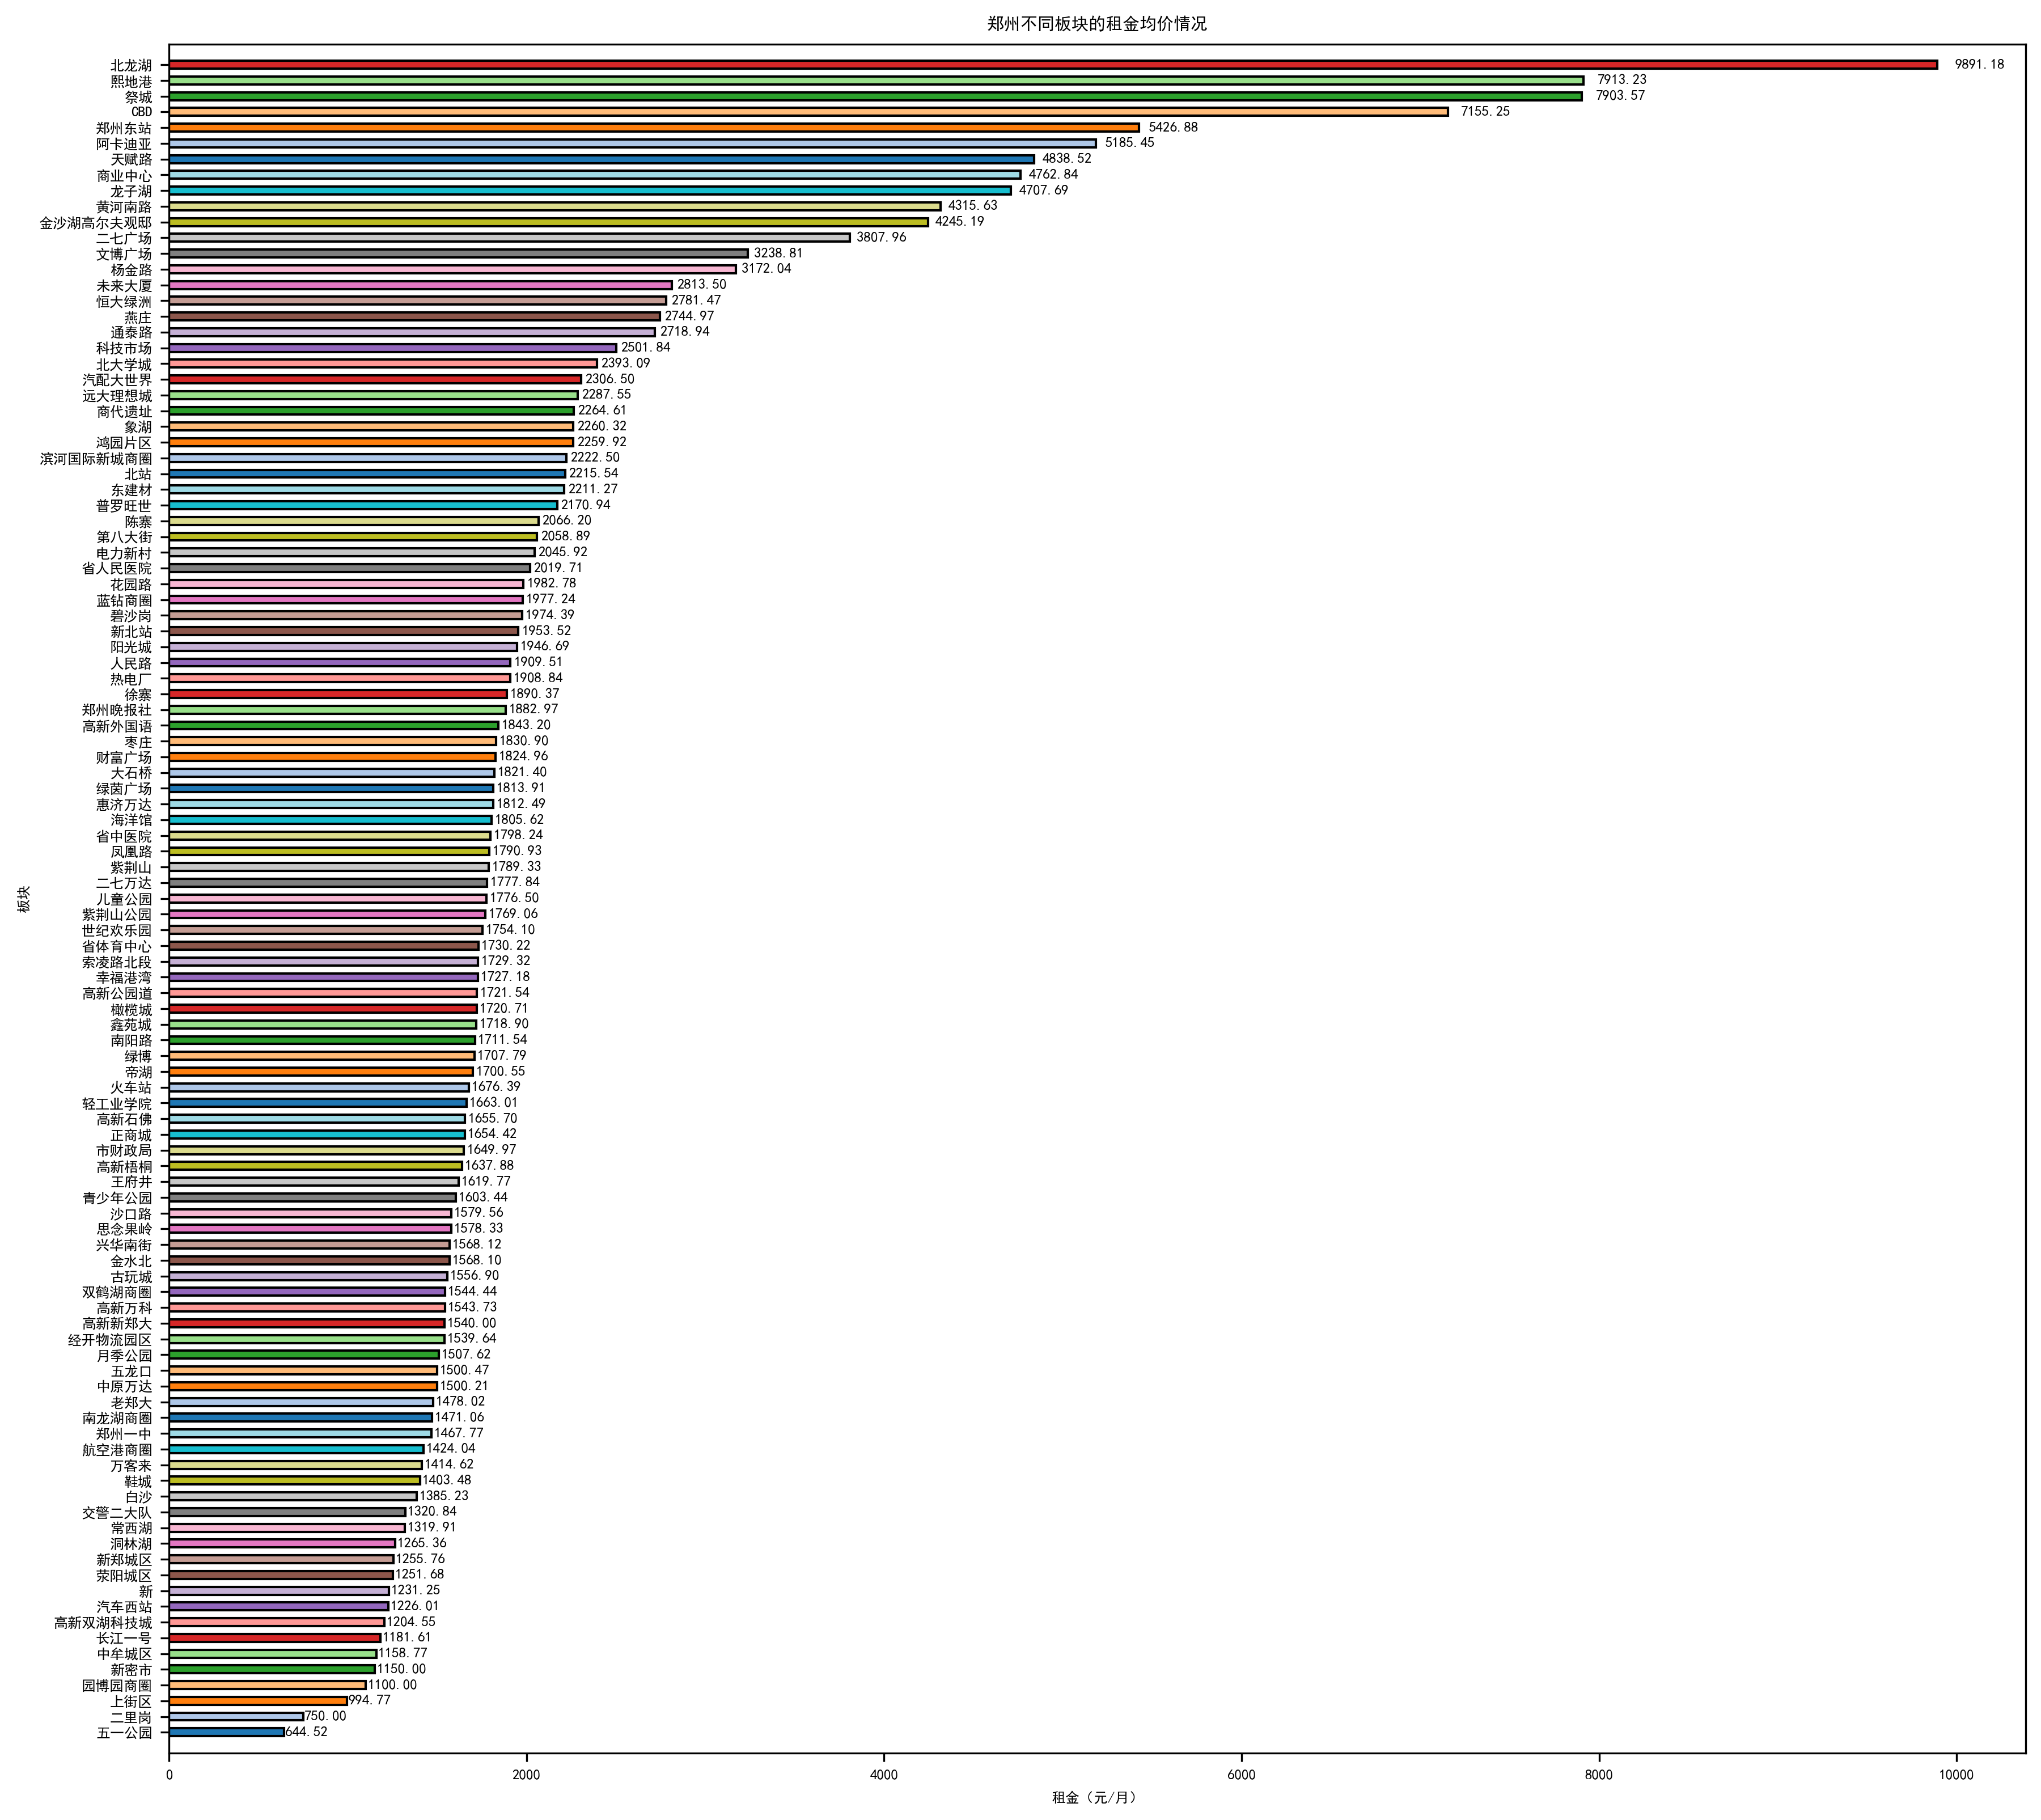 郑州不同板块的租金均价情况
北龙湖 9891.18
熙地港 7913.23
祭城 7903.57
CBD 7155.25
郑州东站 5426.88
阿卡迪亚 5185.45
天赋路 4838.52
商业中心 4762.84
龙子湖 4707.69
黄河南路 4315.63
金沙湖高尔夫观邸 4245.19
二七广场 3807.96
文博广场 3238.81
杨金路 3172.04
未来大厦 2813.50
恒大绿洲 2781.47
燕庄 2744.97
通泰路 2718.94
科技市场 2501.84
北大学城 2393.09
汽配大世界 2306.50
远大理想城 2287.55
商代遗址 2264.61
象湖 2260.32
鸿园片区 2259.92
滨河国际新城商圈 2222.50
北站 2215.54
东建材 2211.27
普罗旺世 2170.94
陈寨 2066.20
第八大街 2058.89
电力新村 2045.92
省人民医院 2019.71
花园路 1982.78
蓝钻商圈 1977.24
碧沙岗 1974.39
新北站 1953.52
阳光城 1946.69
人民路 1909.51
热电厂 1908.84
徐寨 1890.37
郑州晚报社 1882.97
高新外国语 1843.20
枣庄 1830.90
财富广场 1824.96
大石桥 1821.40
绿茵广场 1813.91
惠济万达 1812.49
海洋馆 1805.62
省中医院 1798.24
凤凰路 1790.93
紫荆山 1789.33
二七万达 1777.84
儿童公园 1776.50
紫荆山公园 1769.06
世纪欢乐园 1754.10
省体育中心 1730.22
索凌路北段 1729.32
幸福港湾 1727.18
高新公园道 1721.54
橄榄城 1720.71
鑫苑城 1718.90
南阳路 1711.54
绿博 1707.79
帝湖 1700.55
火车站 1676.39
轻工业学院 1663.01
高新石佛 1655.70
正商城 1654.42
市财政局 1649.97
高新梧桐 1637.88
王府井 1619.77
青少年公园 1603.44
沙口路 1579.56
思念果岭 1578.33
兴华南街 1568.12
金水北 1568.10
古玩城 1556.90
双鹤湖商圈 1544.44
高新万科 1543.73
高新新郑大 1540.00
经开物流园区 1539.64
月季公园 1507.62
五龙口 1500.47
中原万达 1500.21
老郑大 1478.02
南龙湖商圈 1471.06
郑州一中 1467.77
航空港商圈 1424.04
万客来 1414.62
鞋城 1403.48
白沙 1385.23
交警二大队 1320.84
常西湖 1319.91
洞林湖 1265.36
新郑城区 1255.76
荥阳城区 1251.68
新 1231.25
汽车西站 1226.01
高新双湖科技城 1204.55
长江一号 1181.61
中牟城区 1158.77
新密市 1150.00
园博园商圈 1100.00
上街区 994.77
二里岗 750.00
五一公园 644.52
板块
0 2000 4000 6000 8000 10000
租金（元/月）